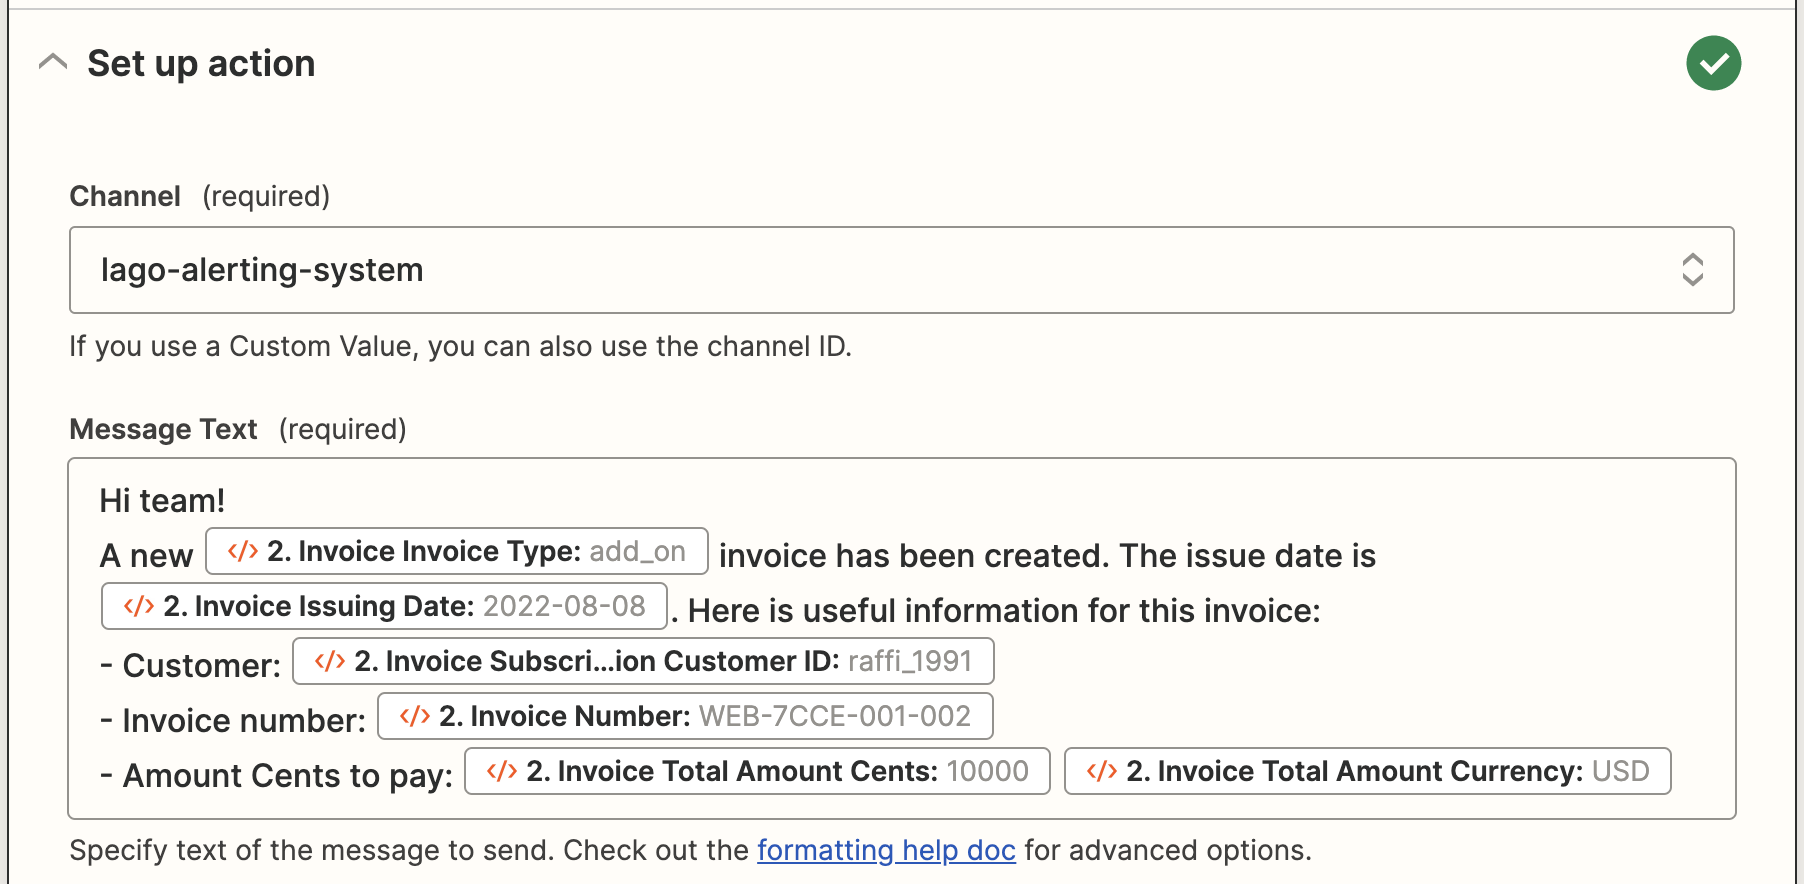 Set up action
Channel (required)
lago-alerting-system
If you use a Custom Value, you can also use the channel ID.
Message Text (required)
Hi team!
A new </> 2. Invoice Invoice Type: add_on invoice has been created. The issue date is
</> 2. Invoice Issuing Date: 2022-08-08 . Here is useful information for this invoice:
- Customer: </> 2. Invoice Subscri...ion Customer ID: raffi_1991
- Invoice number: </> 2. Invoice Number: WEB-7CCE-001-002
- Amount Cents to pay: </> 2. Invoice Total Amount Cents: 10000 </> 2. Invoice Total Amount Currency: USD
Specify text of the message to send. Check out the formatting help doc for advanced options.